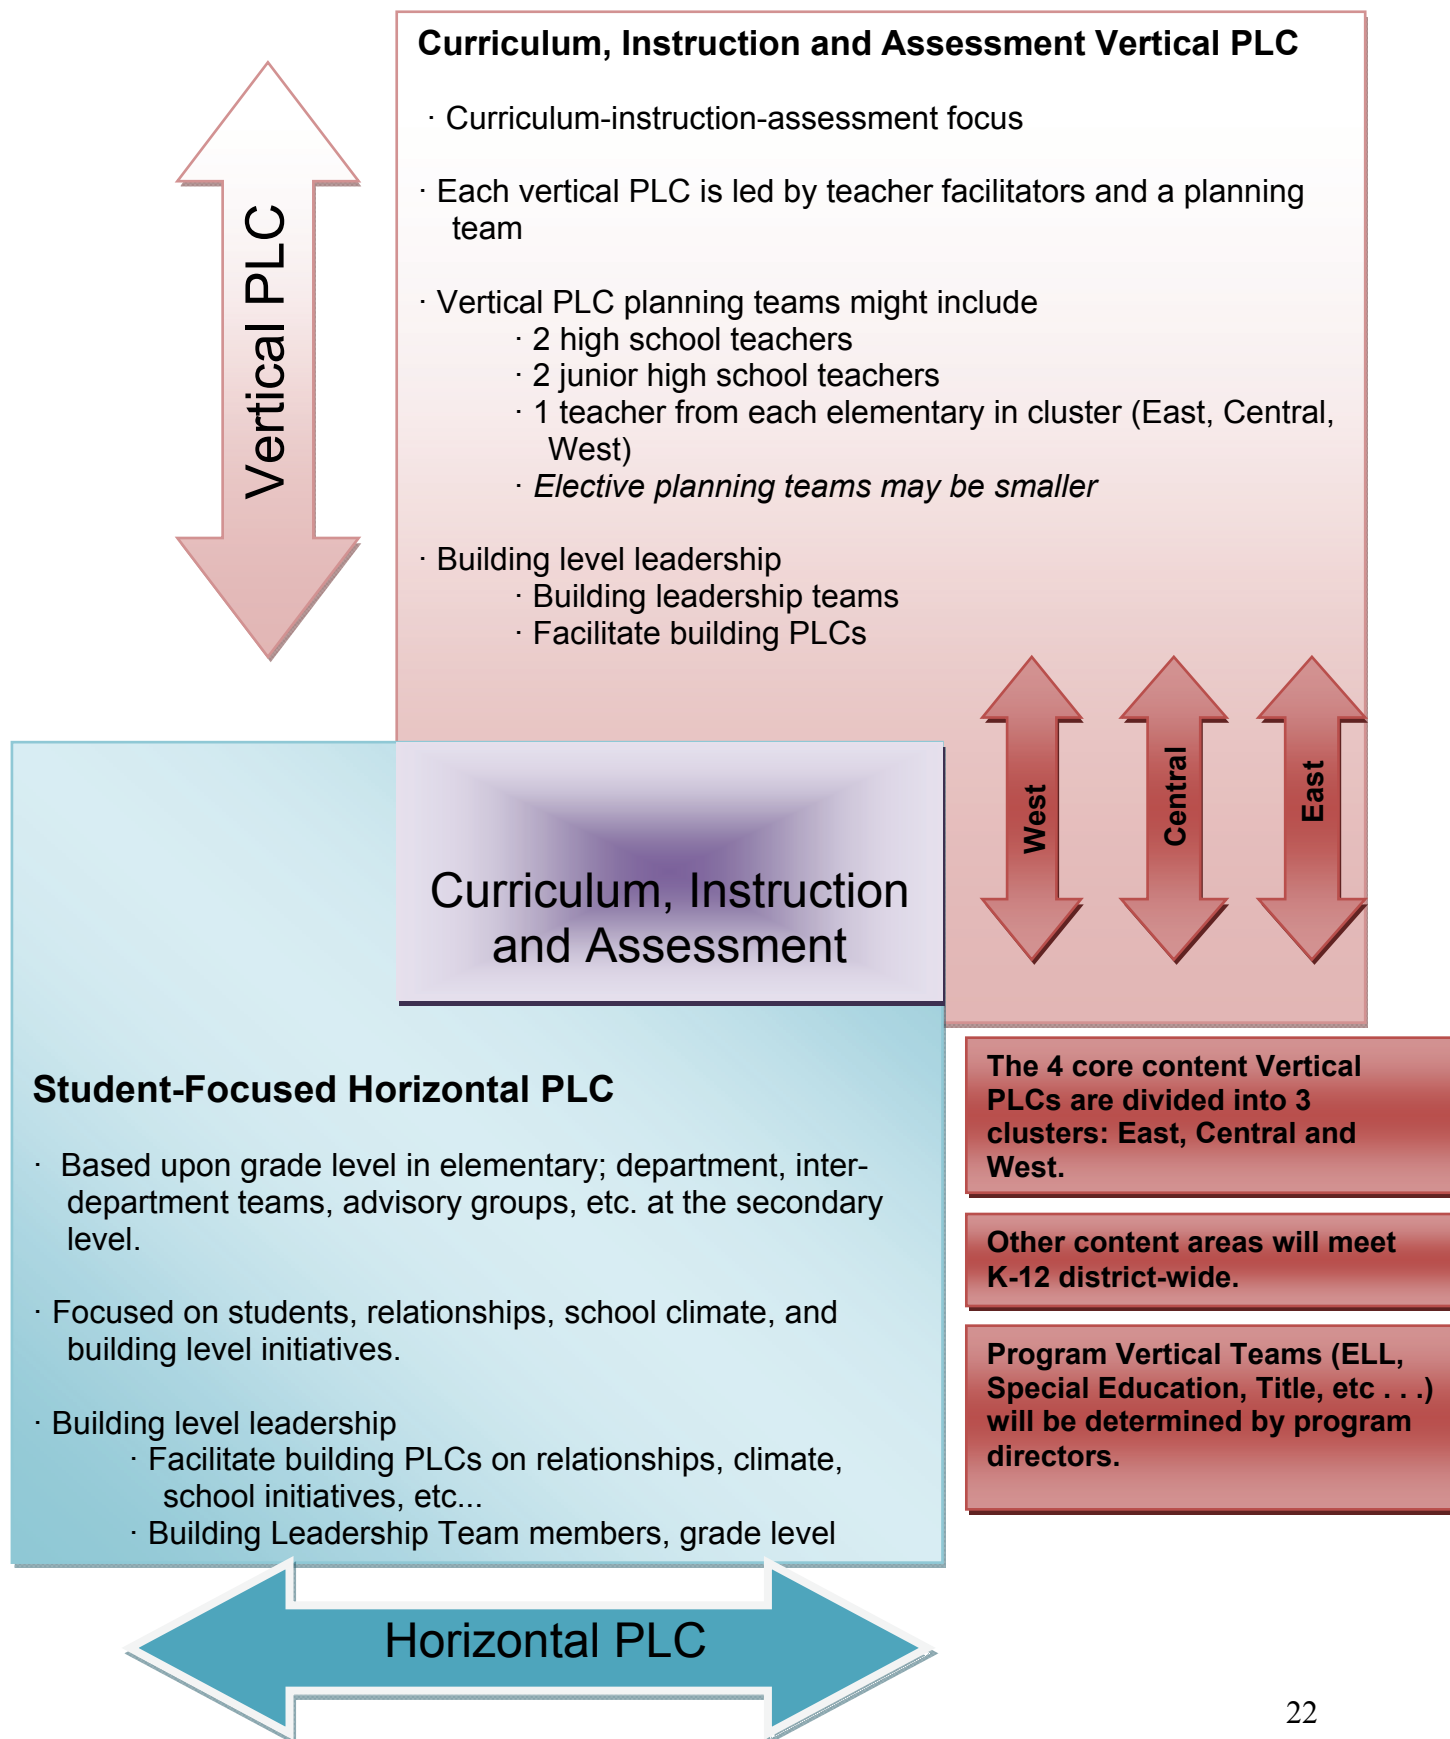 Curriculum, Instruction and Assessment Vertical PLC
· Curriculum-instruction-assessment focus
· Each vertical PLC is led by teacher facilitators and a planning
team
· Vertical PLC planning teams might include
· 2 high school teachers
· 2 junior high school teachers
· 1 teacher from each elementary in cluster (East, Central,
West)
· Elective planning teams may be smaller
· Building level leadership
· Building leadership teams
· Facilitate building PLCs
Vertical PLC
West
Central
East
Curriculum, Instruction
and Assessment
Student-Focused Horizontal PLC
· Based upon grade level in elementary; department, inter-
department teams, advisory groups, etc. at the secondary
level.
· Focused on students, relationships, school climate, and
building level initiatives.
· Building level leadership
· Facilitate building PLCs on relationships, climate,
school initiatives, etc...
· Building Leadership Team members, grade level
The 4 core content Vertical
PLCs are divided into 3
clusters: East, Central and
West.
Other content areas will meet
K-12 district-wide.
Program Vertical Teams (ELL,
Special Education, Title, etc . . .)
will be determined by program
directors.
Horizontal PLC
22